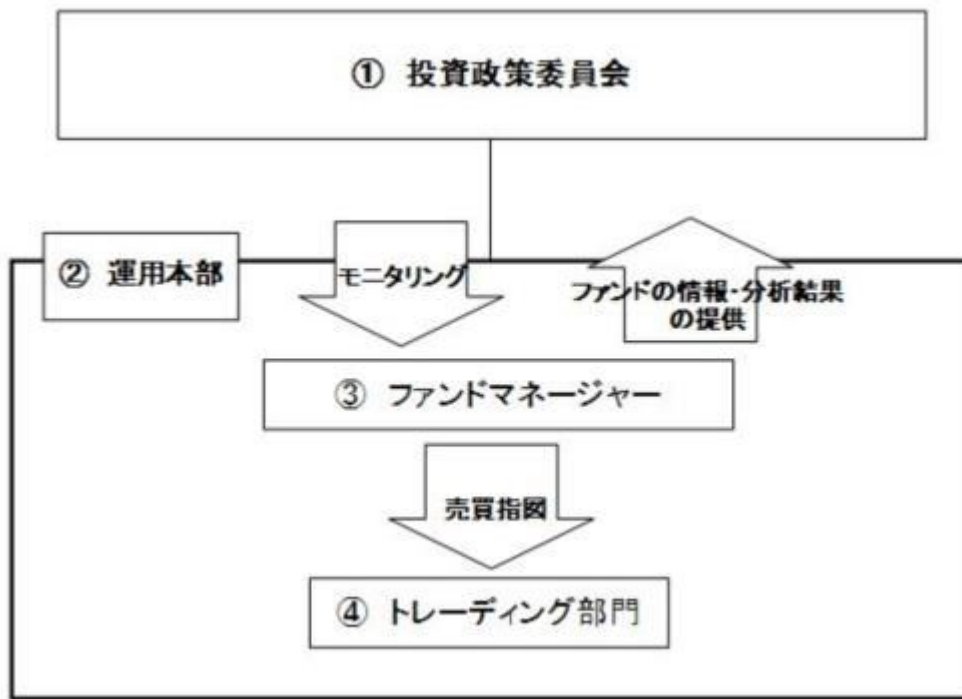 ① 投資政策委員会
② 運用本部
モニタリング
ファンドの情報・分析結果
の提供
③ ファンドマネージャー
売買指図
④ トレーディング部門